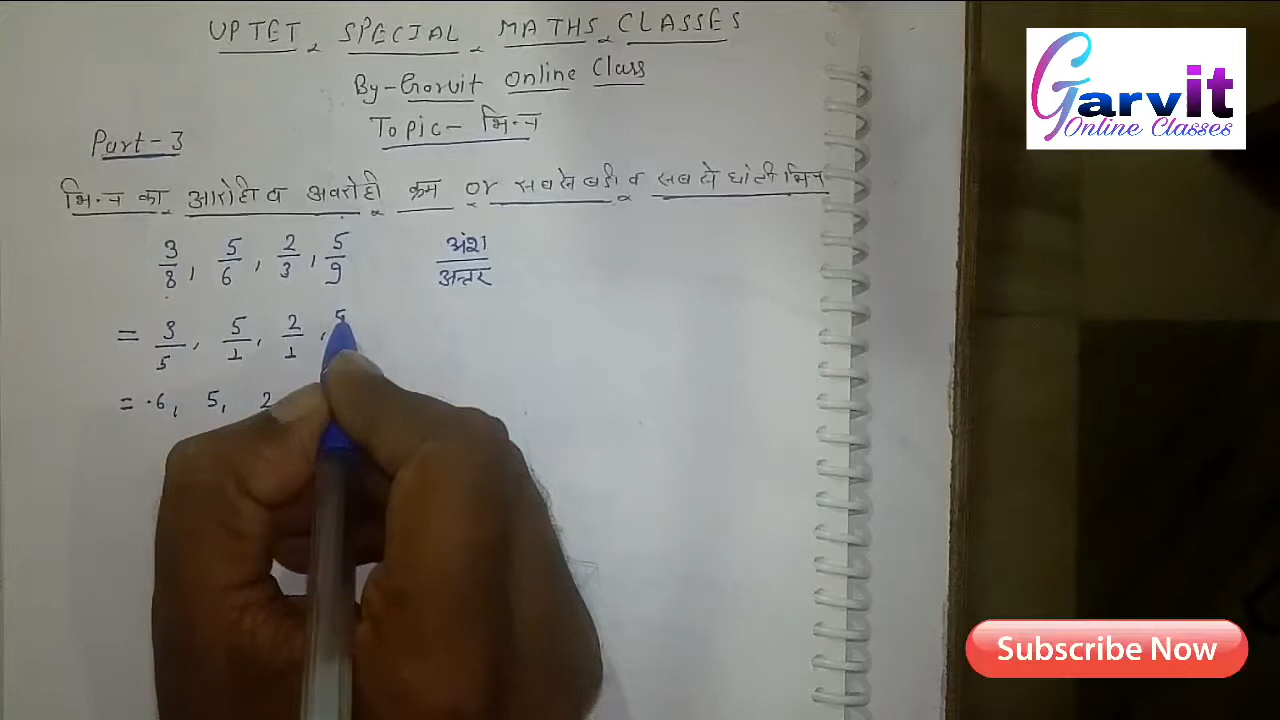 UPTET SPECIAL MATHS CLASSES
By-Garvit Online Class
Topic- भिन्न
Part-3
भिन्न का आरोही व अवरोही क्रम or सबसे बड़ी व सबसे छोटी भिन्न
3/8, 5/6, 2/3, 5/9
अंश/अन्तर
= 3/5, 5/1, 2/1, 5
= .6, 5, 2
Garvit
Online Classes
Subscribe Now